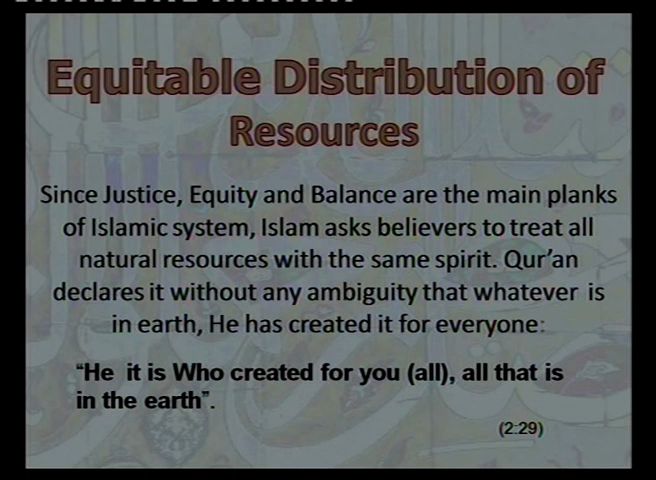 Equitable Distribution of
Resources
Since Justice, Equity and Balance are the main planks
of Islamic system, Islam asks believers to treat all
natural resources with the same spirit. Qur'an
declares it without any ambiguity that whatever is
in earth, He has created it for everyone:
"He it is Who created for you (all), all that is
in the earth".
(2:29)